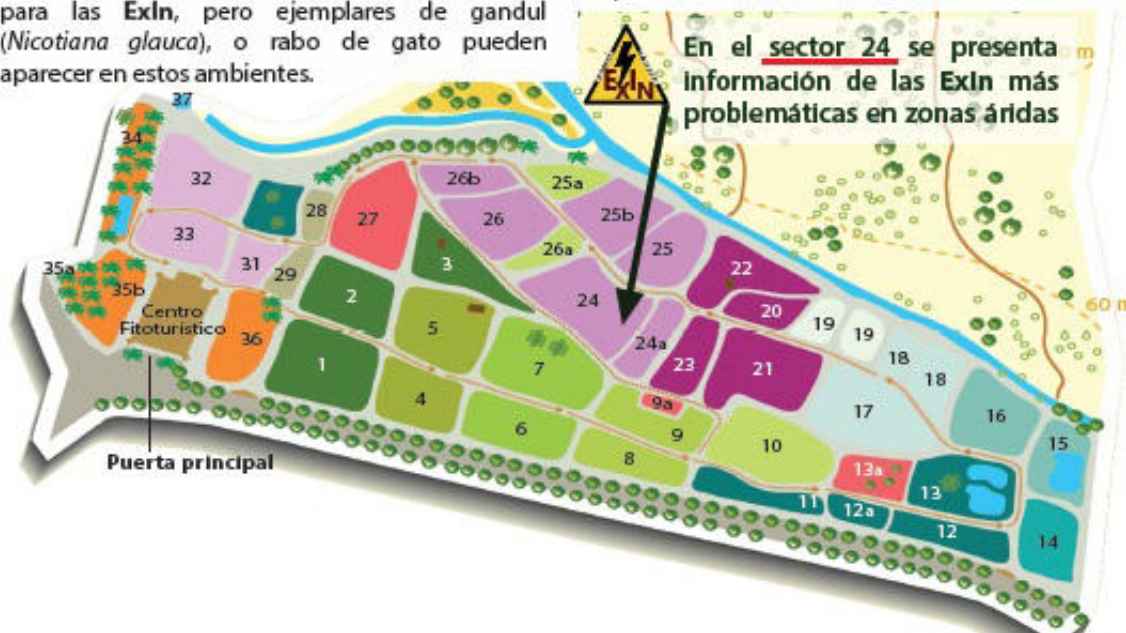 para las ExIn, pero ejemplares de gandul
(Nicotiana glauca), o rabo de gato pueden
aparecer en estos ambientes.
En el sector 24 se presenta
información de las ExIn más
problemáticas en zonas áridas
ExIN
m
60 m
37
34
32
33
31
28
29
27
26b
26
26a
25a
25b
25
24
24a
3
2
1
5
4
7
6
8
9
9a
10
22
20
23
21
19
19
18
18
17
16
15
14
13a
13
11
12a
12
35a
35b
Centro
Fitoturístico
36
Puerta principal